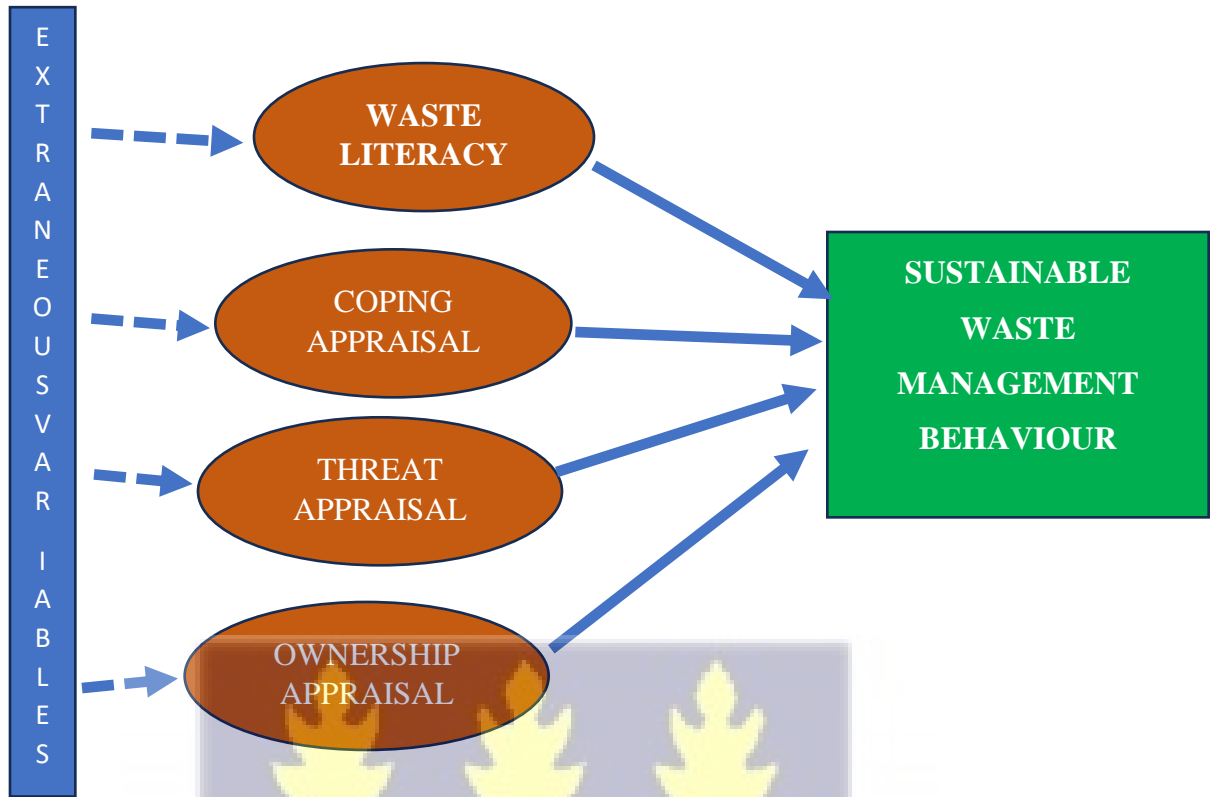 E
X
T
R
A
N
E
O
U
S
V
A
R
I
A
B
L
E
S
WASTE
LITERACY
COPING
APPRAISAL
THREAT
APPRAISAL
OWNERSHIP
APPRAISAL
SUSTAINABLE
WASTE
MANAGEMENT
BEHAVIOUR